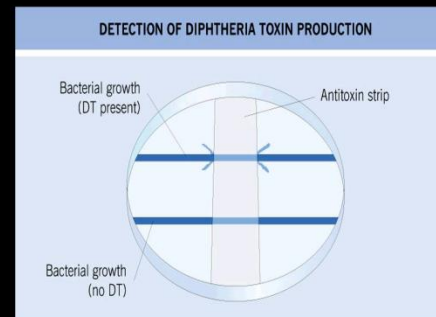 DETECTION OF DIPHTHERIA TOXIN PRODUCTION
Bacterial growth
(DT present)
Antitoxin strip
Bacterial growth
(no DT)